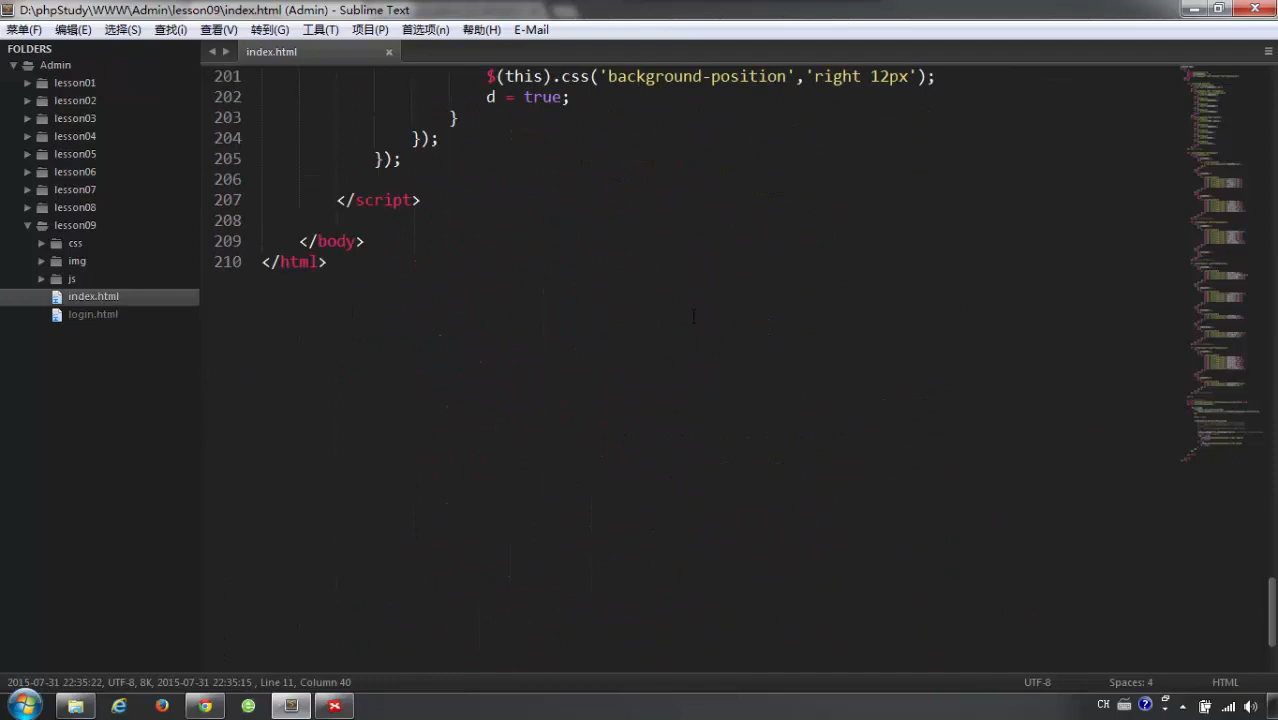 D:\phpStudy\WWW\Admin\lesson09\index.html (Admin) - Sublime Text
菜单(F) 编辑(E) 选择(S) 查找(i) 查看(V) 转到(G) 工具(T) 项目(P) 首选项(n) 帮助(H) E-Mail
FOLDERS
Admin
lesson01
lesson02
lesson03
lesson04
lesson05
lesson06
lesson07
lesson08
lesson09
css
img
js
index.html
login.html
index.html
201 $(this).css('background-position','right 12px');
202 d = true;
203 }
204 });
205 });
206
207 </script>
208
209 </body>
210 </html>
2015-07-31 22:35:22, UTF-8, 8K, 2015-07-31 22:35:15 , Line 11, Column 40
UTF-8 Spaces: 4 HTML
CH